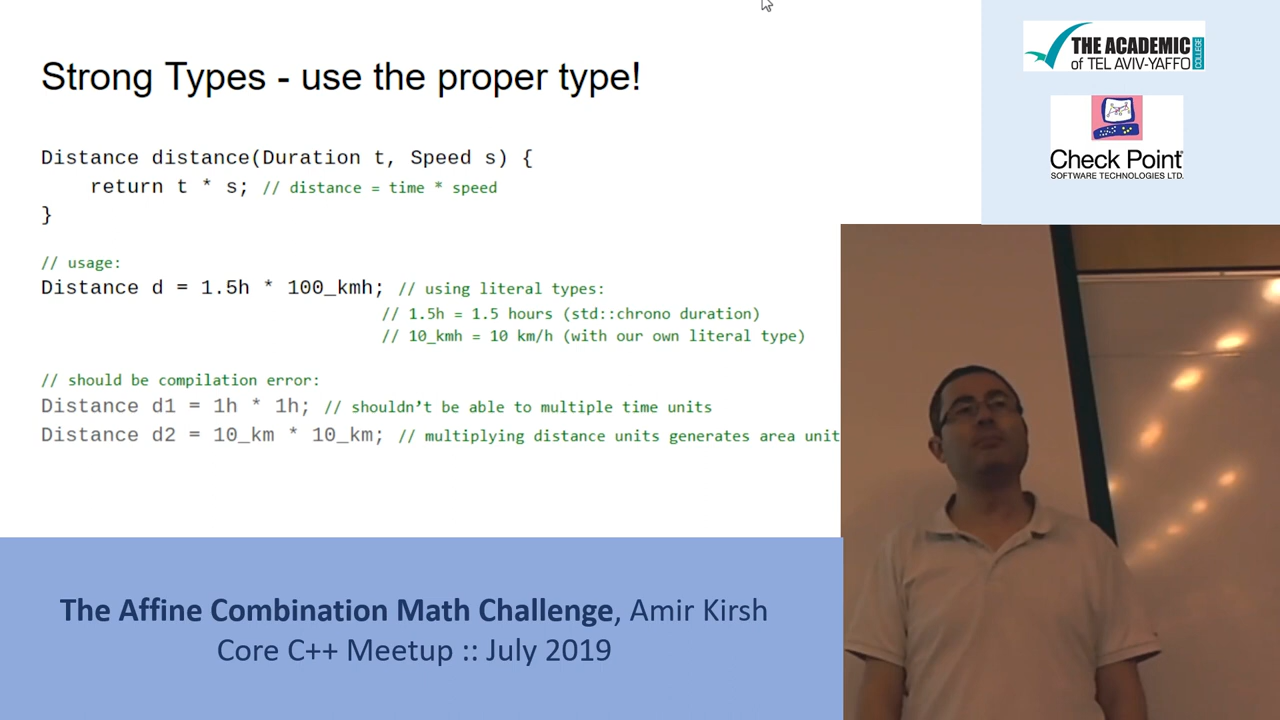 Strong Types - use the proper type!
Distance distance(Duration t, Speed s) {
return t * s; // distance = time * speed
}
// usage:
Distance d = 1.5h * 100_kmh; // using literal types:
// 1.5h = 1.5 hours (std::chrono duration)
// 10_kmh = 10 km/h (with our own literal type)
// should be compilation error:
Distance d1 = 1h * 1h; // shouldn't be able to multiple time units
Distance d2 = 10_km * 10_km; // multiplying distance units generates area unit
THE ACADEMIC
of TEL AVIV-YAFFO
COLLEGE
Check Point
SOFTWARE TECHNOLOGIES LTD.
The Affine Combination Math Challenge, Amir Kirsh
Core C++ Meetup :: July 2019